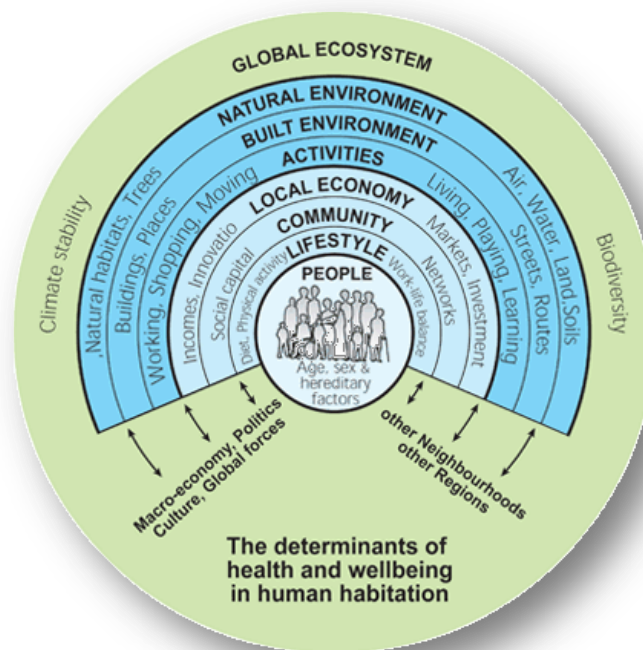 GLOBAL ECOSYSTEM
Climate stability
Biodiversity
NATURAL ENVIRONMENT
,Natural habitats, Trees
Air, Water, Land,Soils
BUILT ENVIRONMENT
Buildings, Places
Streets, Routes
ACTIVITIES
Working, Shopping, Moving
Living, Playing, Learning
LOCAL ECONOMY
Incomes, Innovatio
Markets, Investment
COMMUNITY
Social capital
Networks
LIFESTYLE
Diet, Physical activity
Work-life balance
PEOPLE
Age, sex &
hereditary
factors
Macro-economy, Politics
Culture, Global forces
other Neighbourhoods
other Regions
The determinants of
health and wellbeing
in human habitation